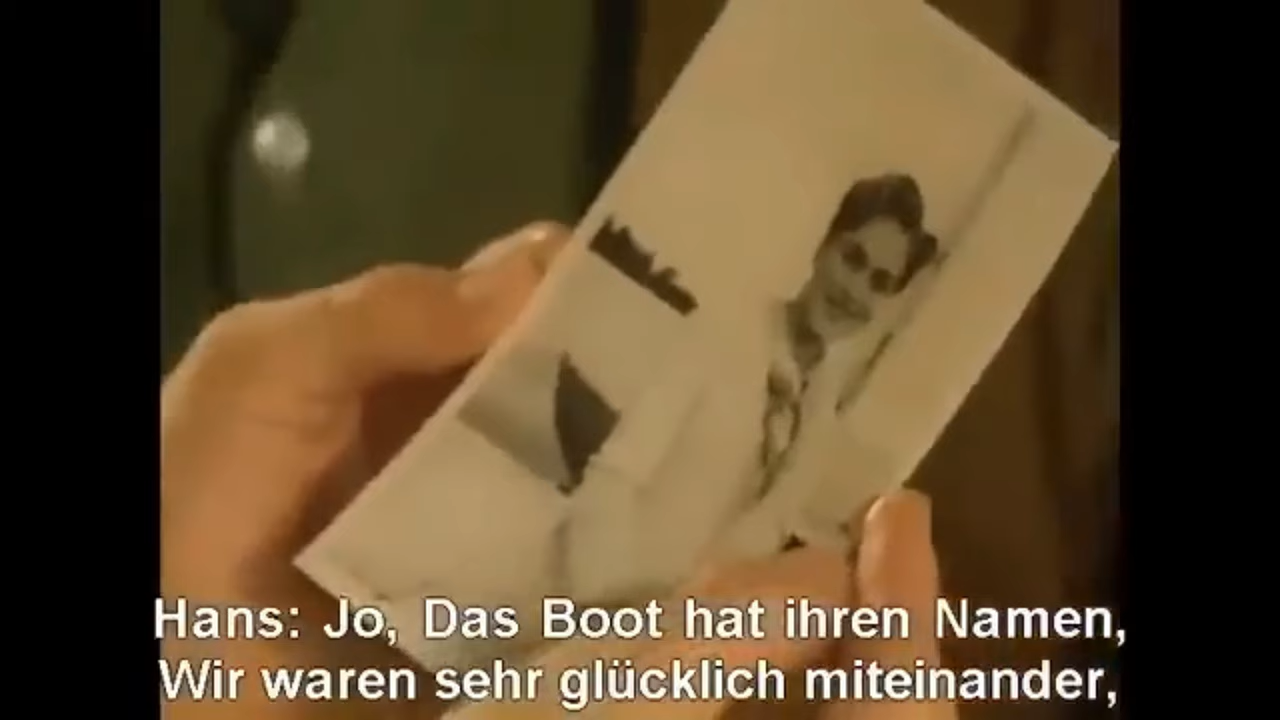 Hans: Jo, Das Boot hat ihren Namen,
Wir waren sehr glücklich miteinander,